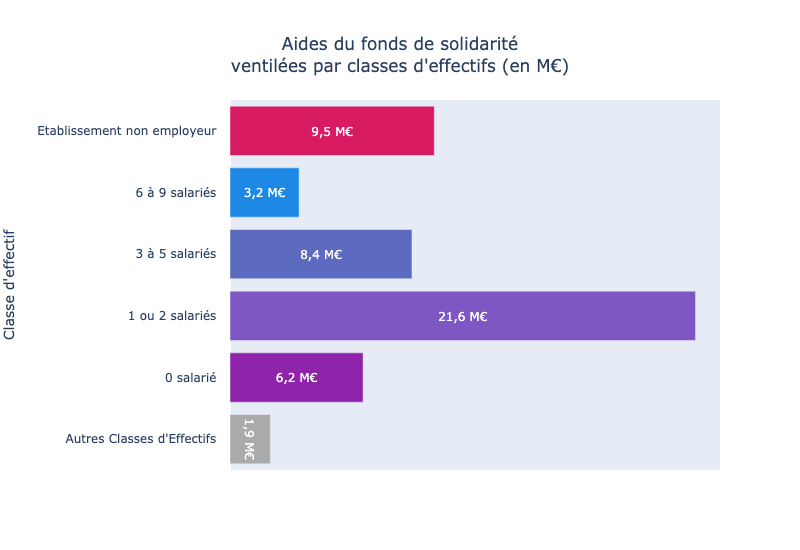 Aides du fonds de solidarité
ventilées par classes d'effectifs (en M€)
Classe d'effectif
Etablissement non employeur
9,5 M€
6 à 9 salariés
3,2 M€
3 à 5 salariés
8,4 M€
1 ou 2 salariés
21,6 M€
0 salarié
6,2 M€
Autres Classes d'Effectifs
1,9 M€